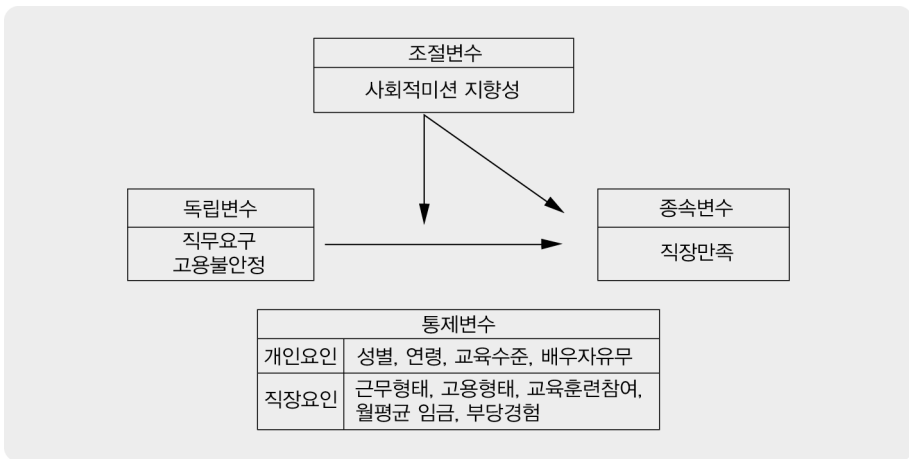 조절변수
사회적미션 지향성
독립변수
직무요구
고용불안정
종속변수
직장만족
통제변수
개인요인 성별, 연령, 교육수준, 배우자유무
직장요인 근무형태, 고용형태, 교육훈련참여,
월평균 임금, 부당경험